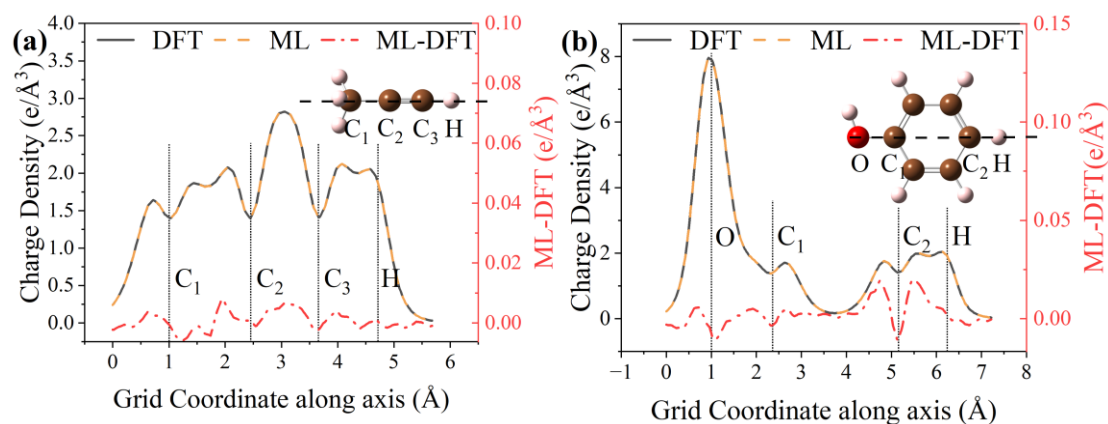 (a)
DFT ML ML-DFT
Charge Density (e/Å³)
4.0
3.5
3.0
2.5
2.0
1.5
1.0
0.5
0.0
C₁ C₂ C₃ H
C₁ C₂ C₃ H
0 1 2 3 4 5 6
Grid Coordinate along axis (Å)
0.10
0.08
0.06
0.04
0.02
0.00
ML-DFT (e/Å³)
(b)
DFT ML ML-DFT
Charge Density (e/Å³)
8
6
4
2
0
O C₁ C₂ H
O C₁ C₂ H
−1 0 1 2 3 4 5 6 7 8
Grid Coordinate along axis (Å)
0.15
0.10
0.05
0.00
ML-DFT(e/Å³)